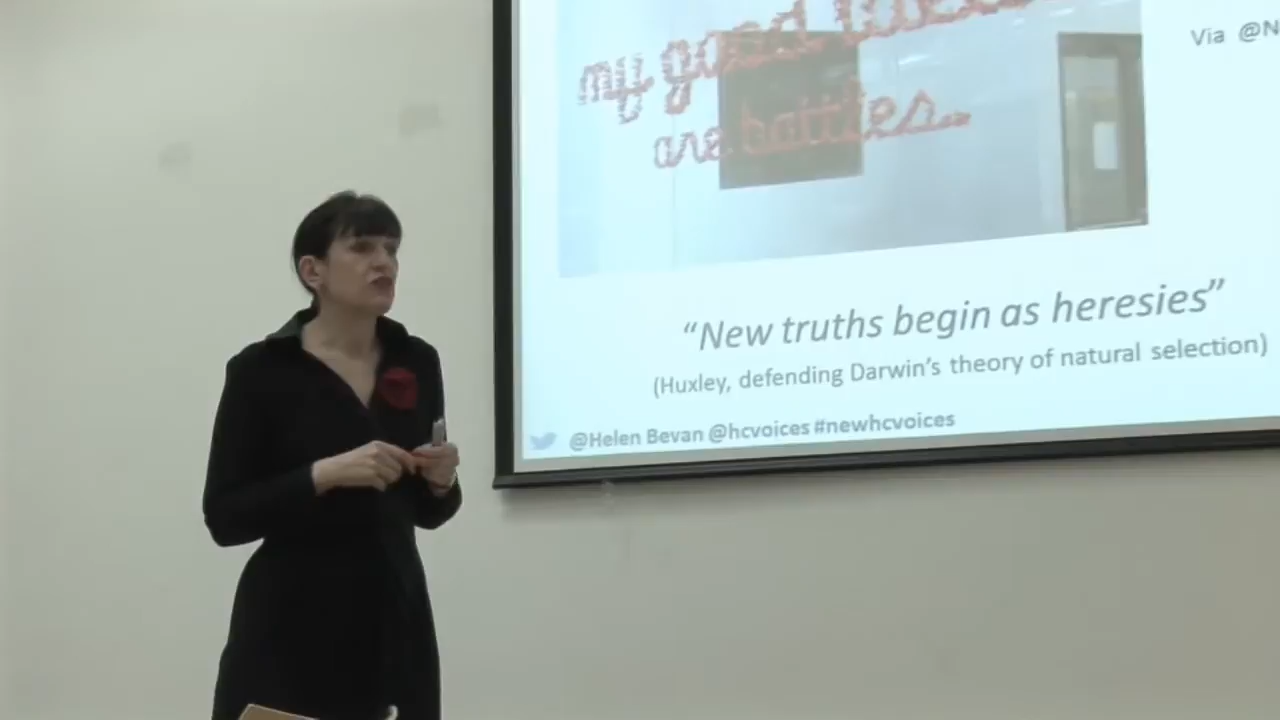 my good
are battles.
Via @N
“New truths begin as heresies”
(Huxley, defending Darwin’s theory of natural selection)
@Helen Bevan @hcvoices #newhcvoices